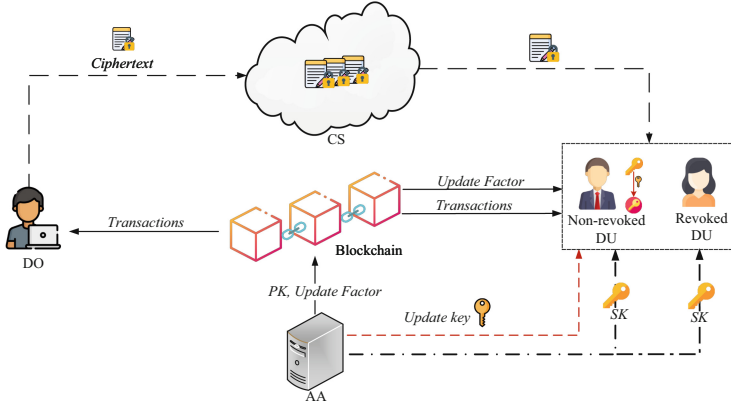 Ciphertext
CS
Update Factor
Transactions
Non-revoked
DU
Revoked
DU
Transactions
DO
Blockchain
PK, Update Factor
Update key
SK
SK
AA